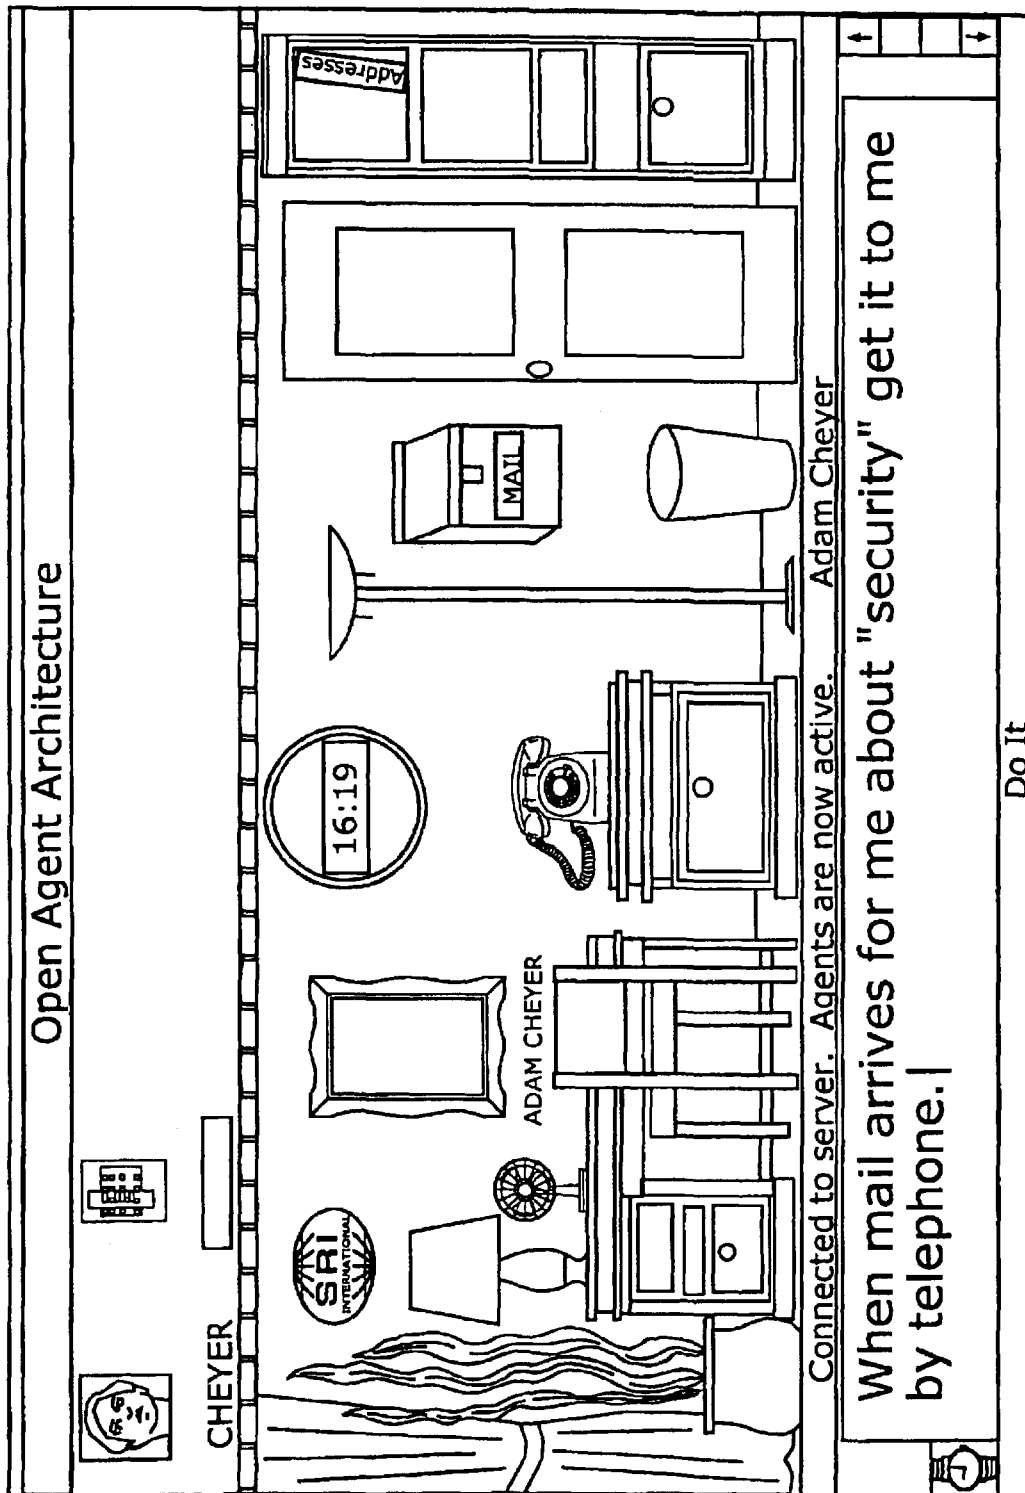 Open Agent Architecture
CHEYER
Addresses
SRI
INTERNATIONAL
16:19
MAIL
ADAM CHEYER
Connected to server. Agents are now active. Adam Cheyer
When mail arrives for me about "security" get it to me
by telephone.
Do It